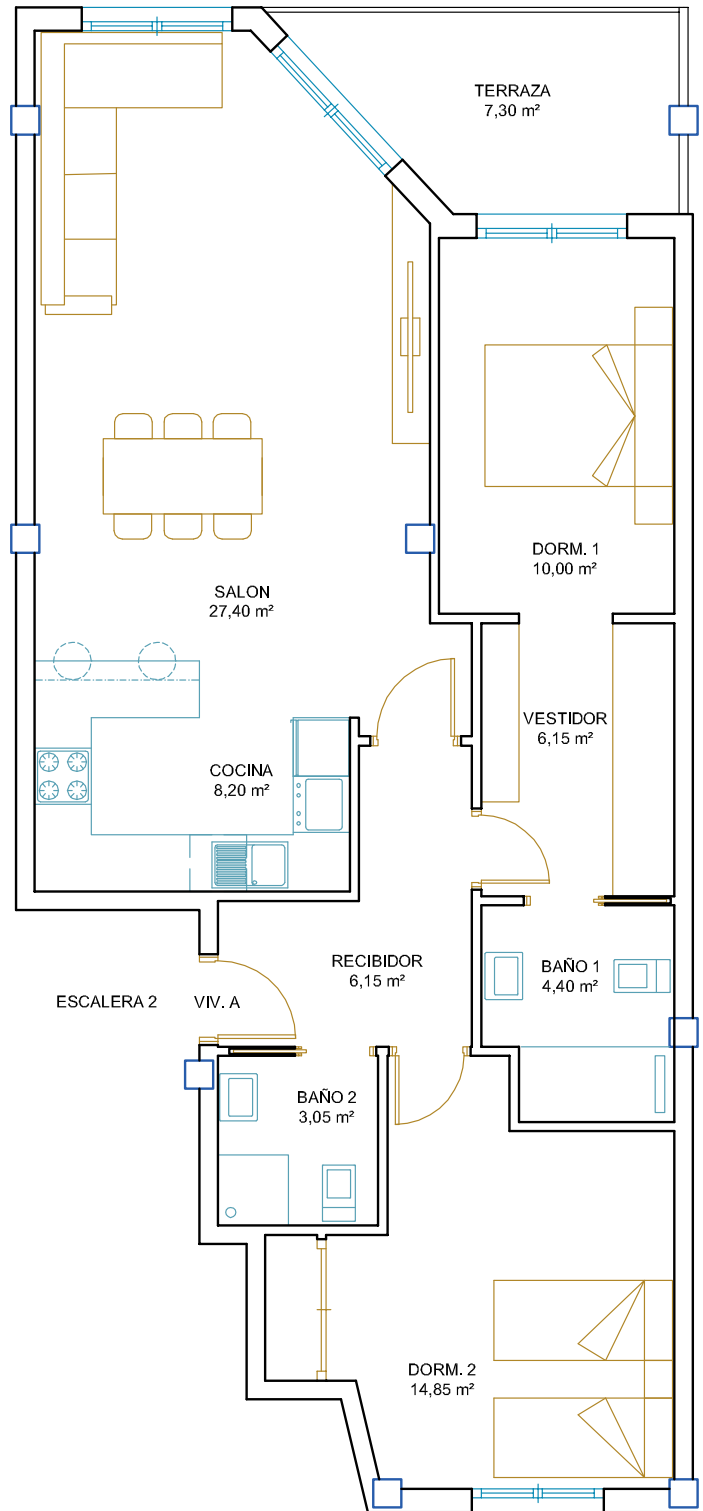 TERRAZA
7,30 m²
DORM. 1
10,00 m²
SALON
27,40 m²
VESTIDOR
6,15 m²
COCINA
8,20 m²
RECIBIDOR
6,15 m²
BAÑO 1
4,40 m²
ESCALERA 2 VIV. A
BAÑO 2
3,05 m²
DORM. 2
14,85 m²